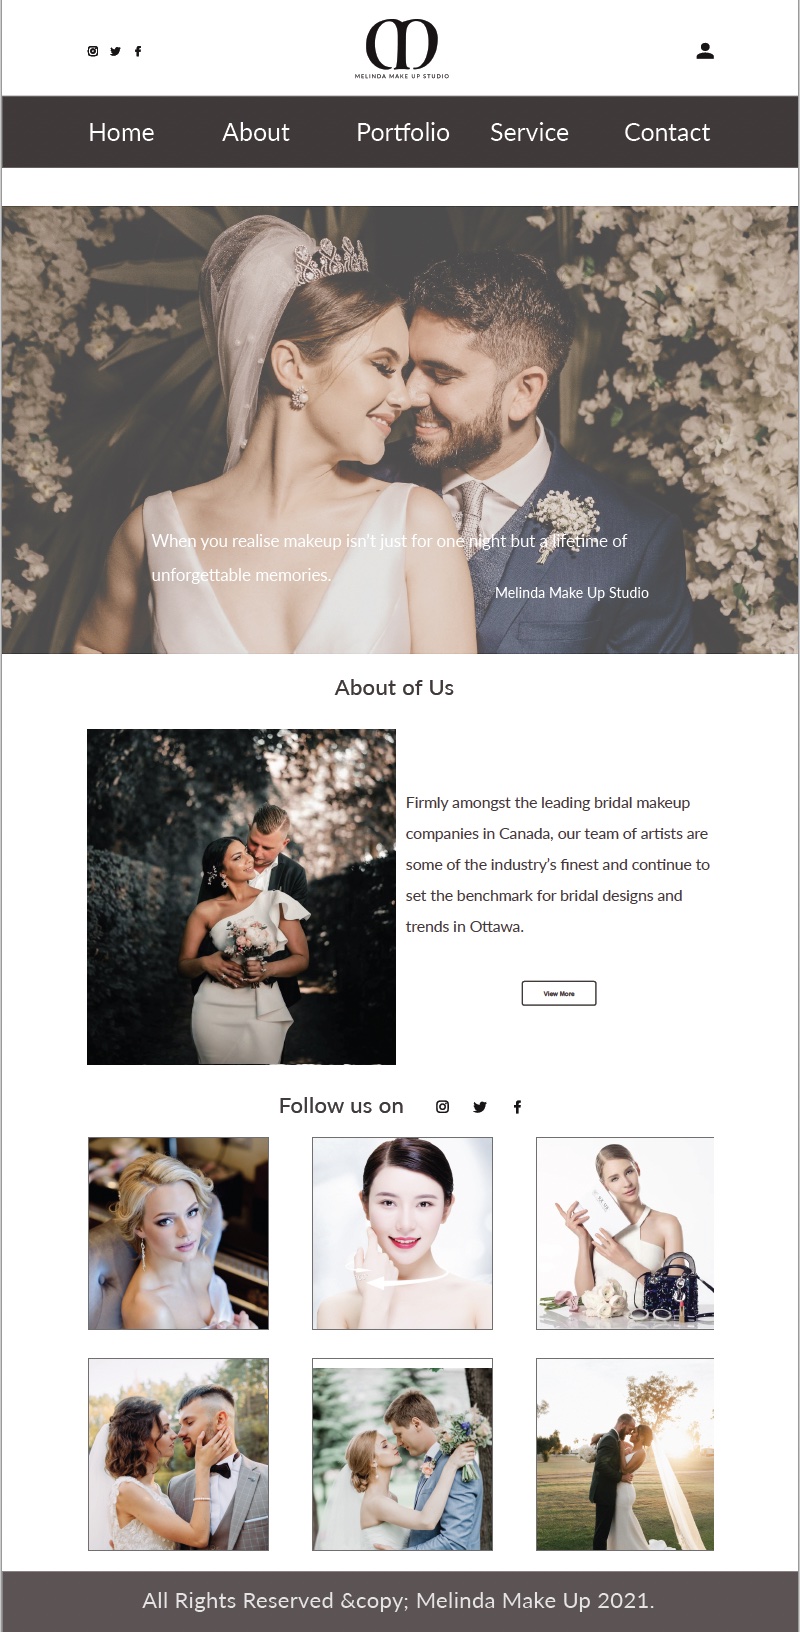 MELINDA MAKE UP STUDIO
Home About Portfolio Service Contact
When you realise makeup isn't just for one night but a lifetime of
unforgettable memories.
Melinda Make Up Studio
About of Us
Firmly amongst the leading bridal makeup
companies in Canada, our team of artists are
some of the industry's finest and continue to
set the benchmark for bridal designs and
trends in Ottawa.
View More
Follow us on
All Rights Reserved &copy; Melinda Make Up 2021.